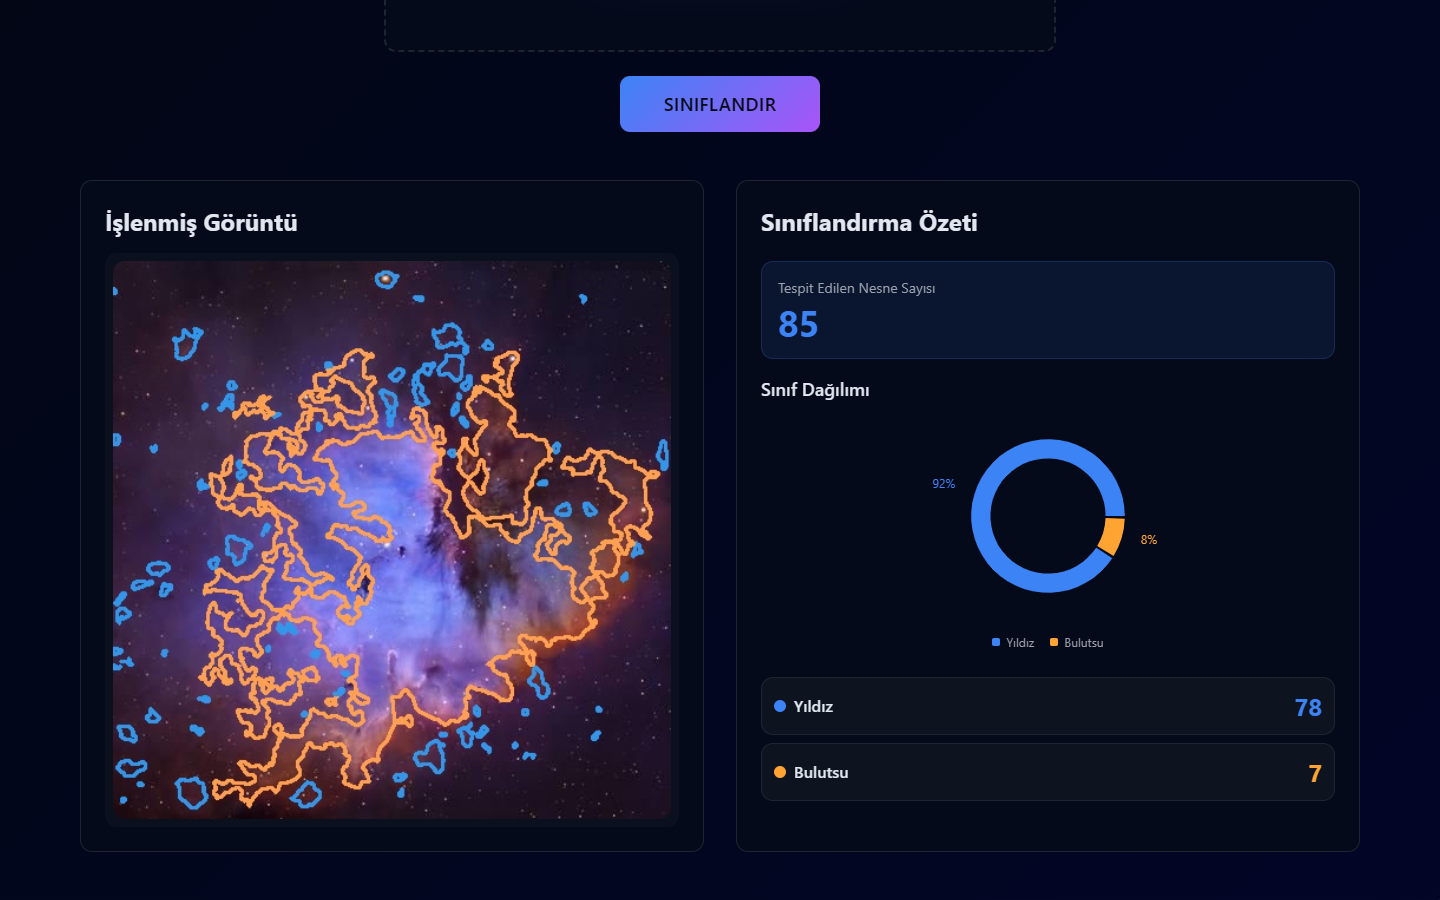 SINIFLANDIR
İşlenmiş Görüntü
Sınıflandırma Özeti
Tespit Edilen Nesne Sayısı
85
Sınıf Dağılımı
92%
8%
Yıldız
Bulutsu
Yıldız
78
Bulutsu
7